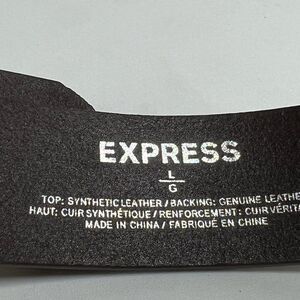 EXPRESS
L
G
TOP: SYNTHETIC LEATHER / BACKING: GENUINE LEATHE
HAUT: CUIR SYNTHÉTIQUE / RENFORCEMENT: CUIR VÉRITA
MADE IN CHINA / FABRIQUÉ EN CHINE